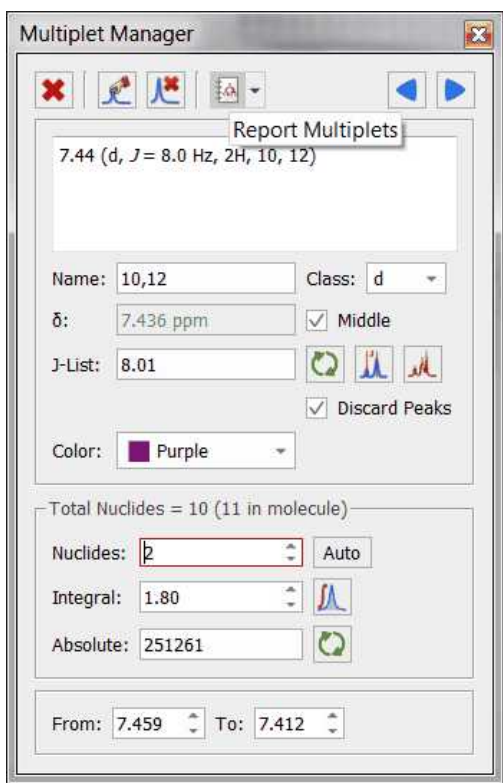 Multiplet Manager
Report Multiplets
7.44 (d, J = 8.0 Hz, 2H, 10, 12)
Name: 10,12 Class: d
δ: 7.436 ppm Middle
J-List: 8.01
Discard Peaks
Color: Purple
Total Nuclides = 10 (11 in molecule)
Nuclides: 2 Auto
Integral: 1.80
Absolute: 251261
From: 7.459 To: 7.412